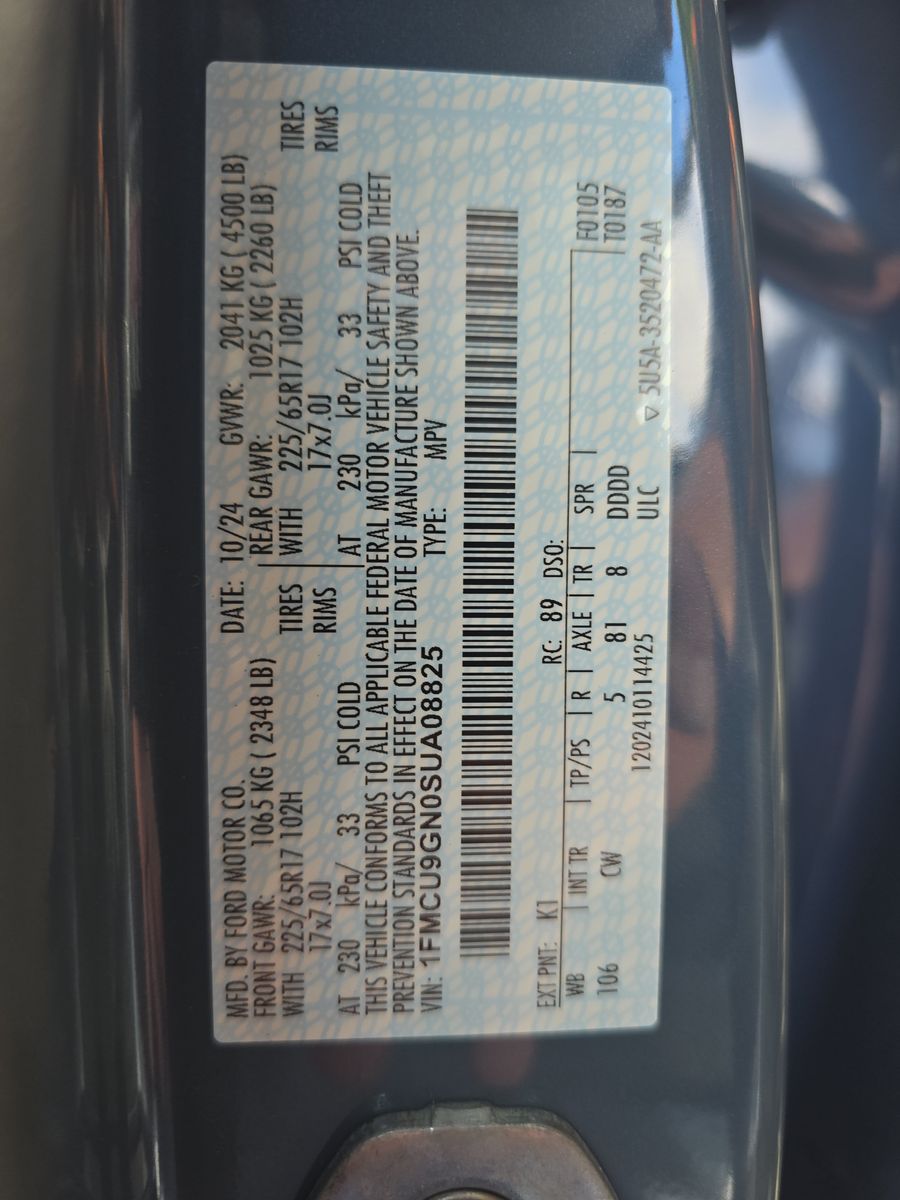 MFD. BY FORD MOTOR CO. DATE: 10/24 GVWR: 2041 KG ( 4500 LB)
FRONT GAWR: 1065 KG ( 2348 LB) REAR GAWR: 1025 KG ( 2260 LB)
WITH 225/65R17 102H TIRES WITH 225/65R17 102H TIRES
17x7.0J RIMS 17x7.0J RIMS
AT 230 kPa/ 33 PSI COLD AT 230 kPa/ 33 PSI COLD
THIS VEHICLE CONFORMS TO ALL APPLICABLE FEDERAL MOTOR VEHICLE SAFETY AND THEFT
PREVENTION STANDARDS IN EFFECT ON THE DATE OF MANUFACTURE SHOWN ABOVE.
VIN: 1FMCU9GN0SUA08825 TYPE: MPV
EXT PNT: K1 RC: 89 DSO:
WB | INT TR | TP/PS | R | AXLE | TR | SPR | F0105
106 CW 5 81 8 DDDD T0187
1202410114425 ULC ▽ 5U5A-3520472-AA